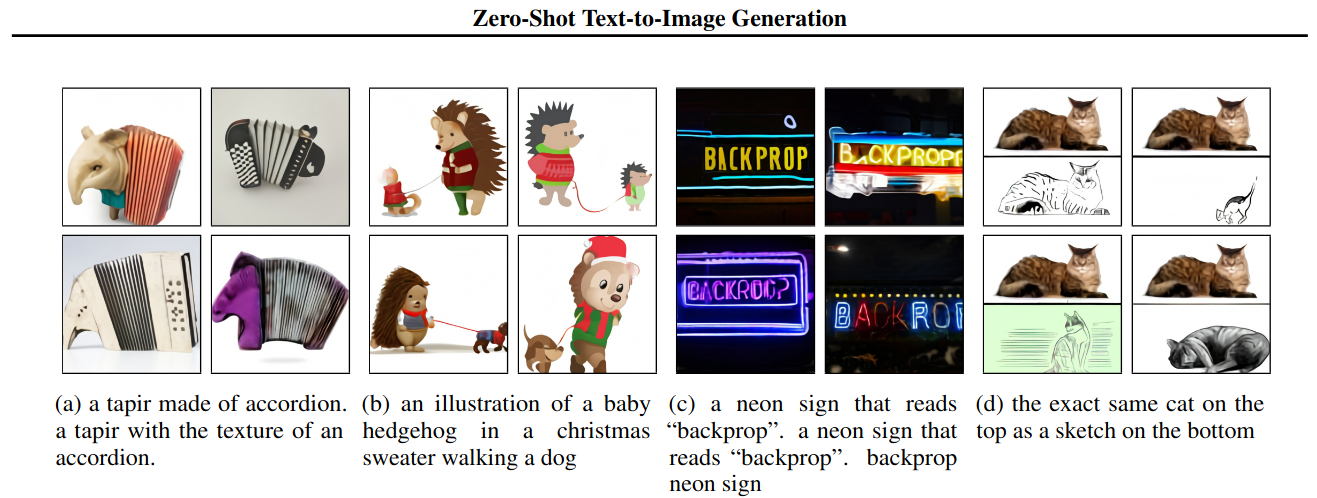 Zero-Shot Text-to-Image Generation
BACKPROP
BACKPROPF
BACKROD?
BACKROP
(a) a tapir made of accordion.
a tapir with the texture of an
accordion.
(b) an illustration of a baby
hedgehog in a christmas
sweater walking a dog
(c) a neon sign that reads
“backprop”. a neon sign that
reads “backprop”. backprop
neon sign
(d) the exact same cat on the
top as a sketch on the bottom